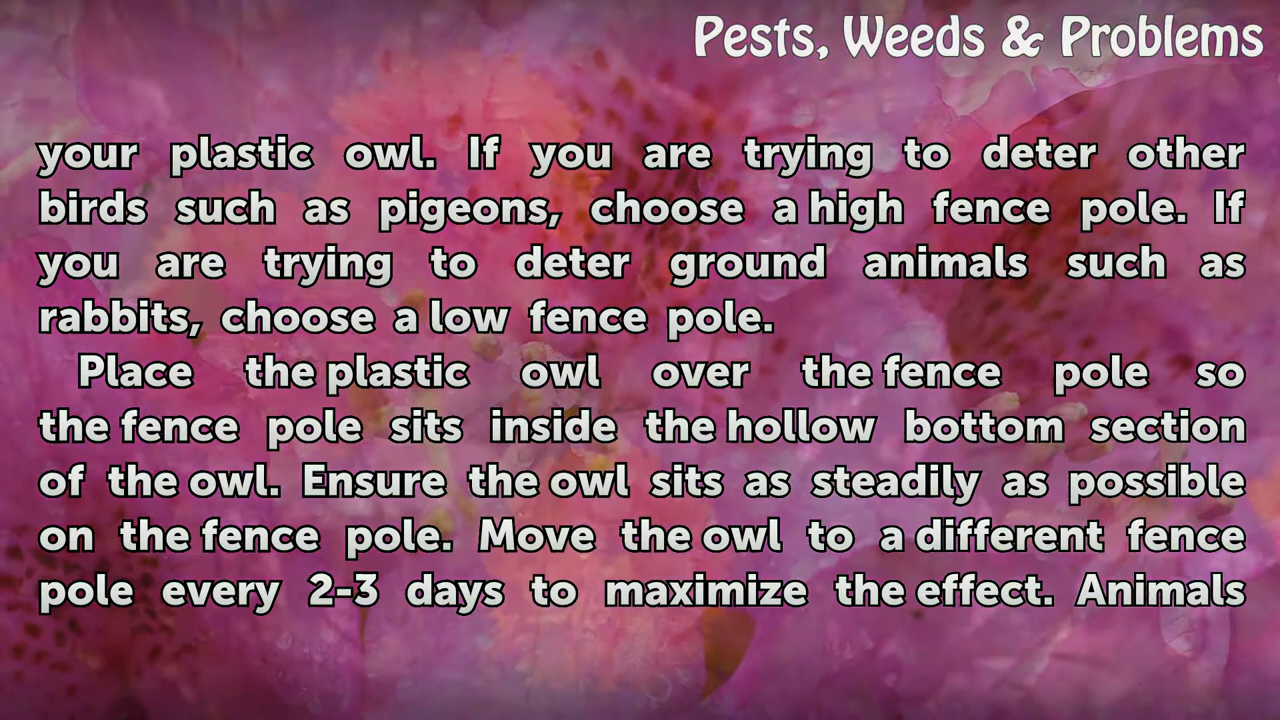 Pests, Weeds & Problems
your plastic owl. If you are trying to deter other
birds such as pigeons, choose a high fence pole. If
you are trying to deter ground animals such as
rabbits, choose a low fence pole.
Place the plastic owl over the fence pole so
the fence pole sits inside the hollow bottom section
of the owl. Ensure the owl sits as steadily as possible
on the fence pole. Move the owl to a different fence
pole every 2-3 days to maximize the effect. Animals